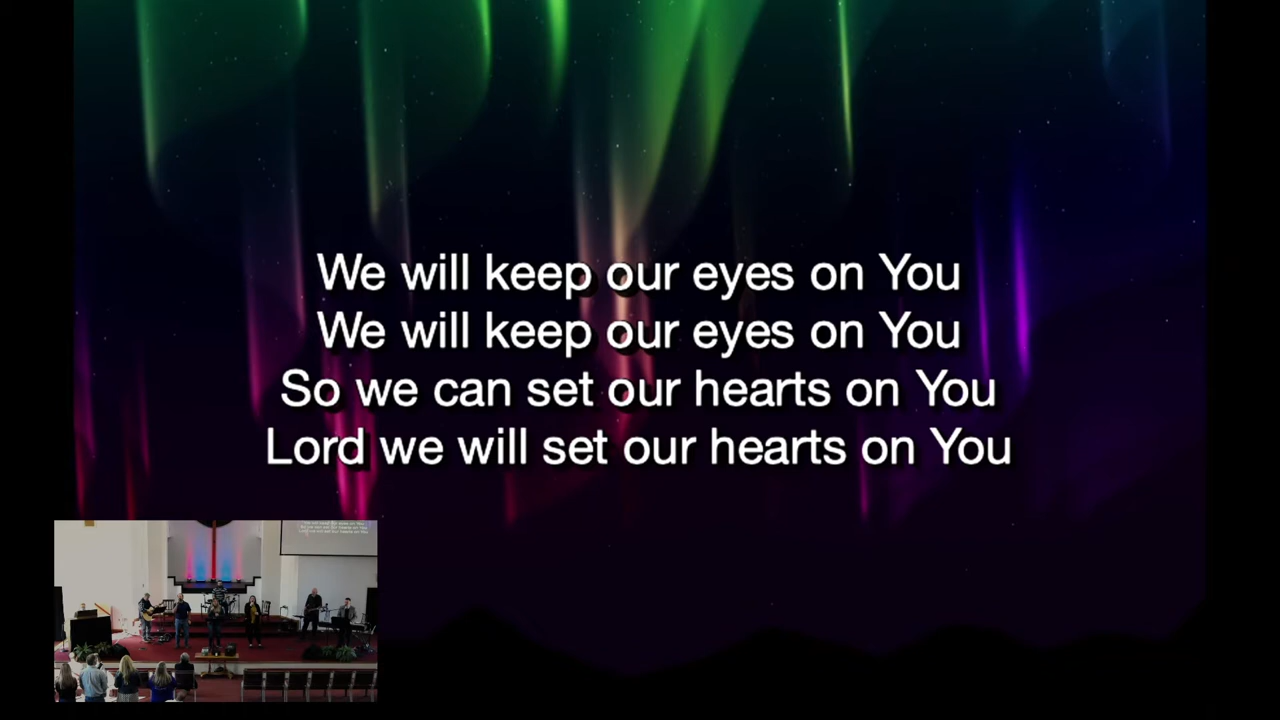 We will keep our eyes on You
We will keep our eyes on You
So we can set our hearts on You
Lord we will set our hearts on You